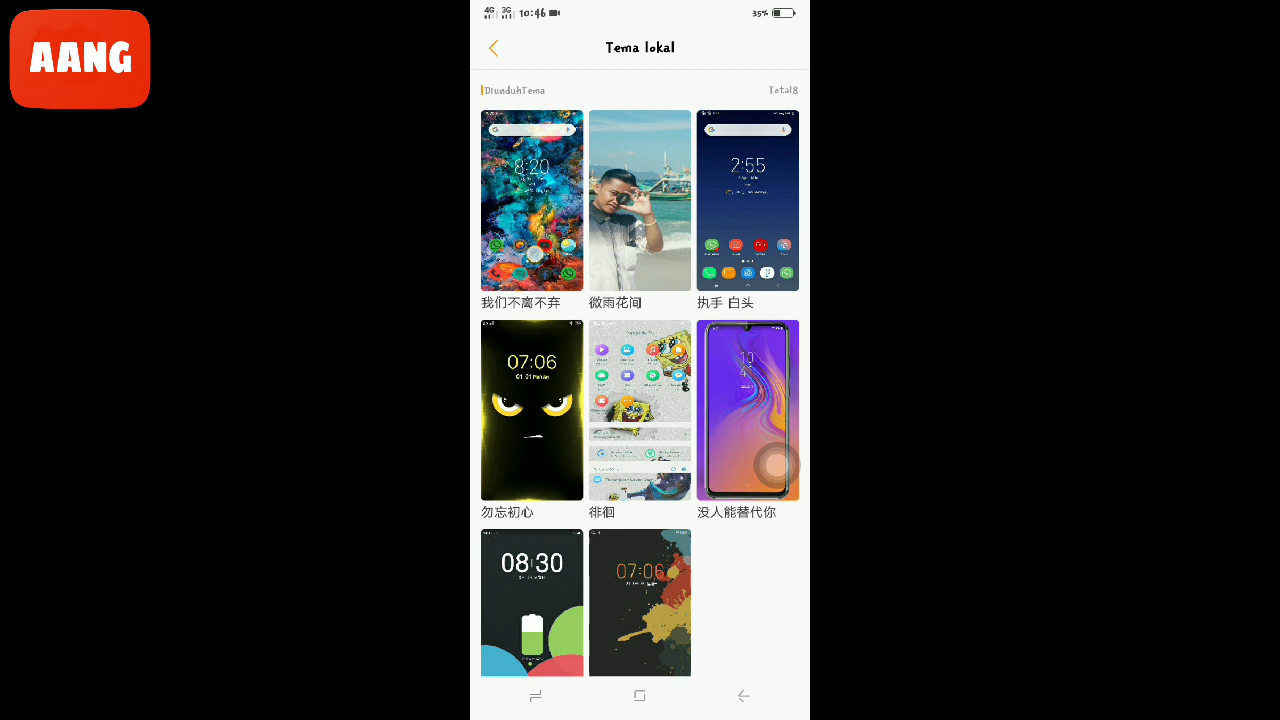 AANG
4G 3G 10:46 35%
Tema lokal
DiunduhTema Total8
8:20
2:55
我们不离不弃 微雨花间 执手 白头
07:06
10
41
勿忘初心 徘徊 没人能替代你
08:30
07:06